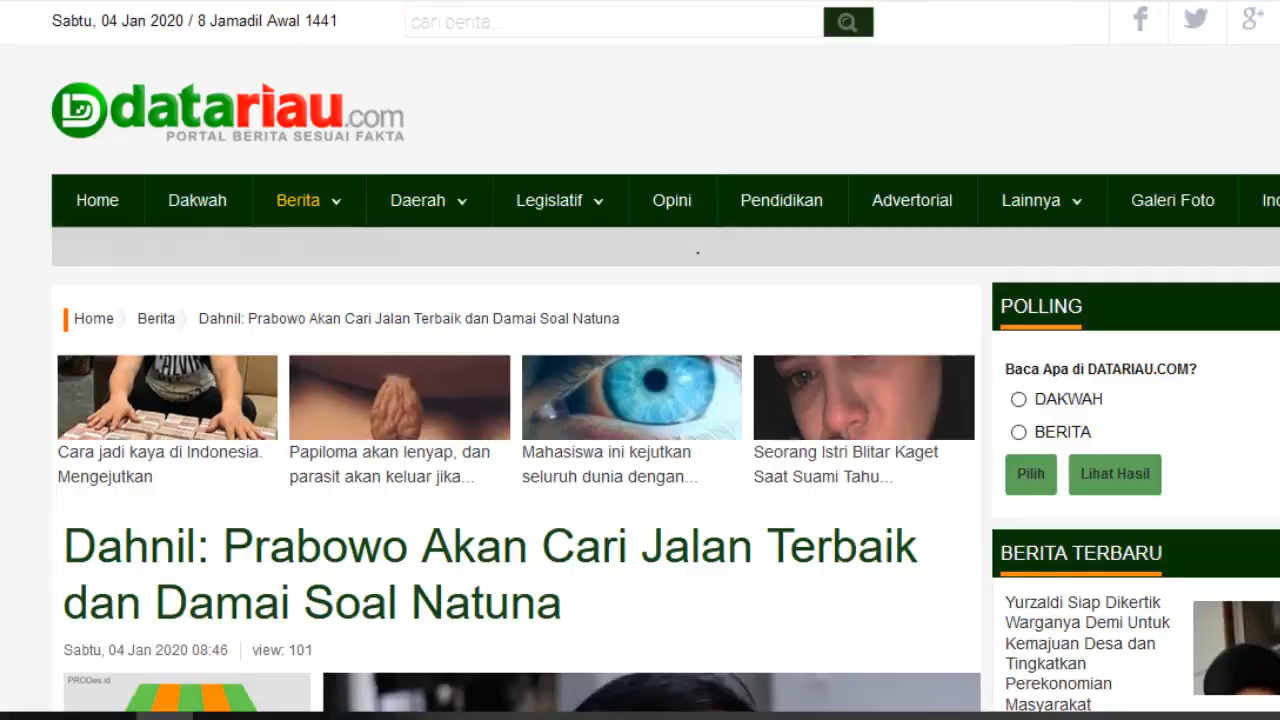 Sabtu, 04 Jan 2020 / 8 Jamadil Awal 1441
cari berita...
datariau.com
PORTAL BERITA SESUAI FAKTA
Home
Dakwah
Berita
Daerah
Legislatif
Opini
Pendidikan
Advertorial
Lainnya
Galeri Foto
Home
Berita
Dahnil: Prabowo Akan Cari Jalan Terbaik dan Damai Soal Natuna
Cara jadi kaya di Indonesia.
Mengejutkan
Papiloma akan lenyap, dan
parasit akan keluar jika...
Mahasiswa ini kejutkan
seluruh dunia dengan...
Seorang Istri Blitar Kaget
Saat Suami Tahu...
Dahnil: Prabowo Akan Cari Jalan Terbaik
dan Damai Soal Natuna
Sabtu, 04 Jan 2020 08:46
view: 101
PRODes.id
POLLING
Baca Apa di DATARIAU.COM?
DAKWAH
BERITA
Pilih
Lihat Hasil
BERITA TERBARU
Yurzaldi Siap Dikertik
Warganya Demi Untuk
Kemajuan Desa dan
Tingkatkan
Perekonomian
Masyarakat